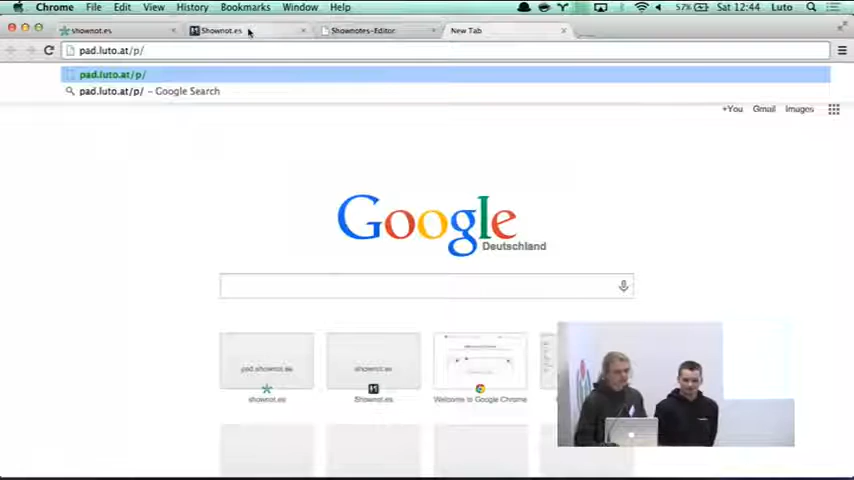 Chrome File Edit View History Bookmarks Window Help 57% Sat 12:44 Luto
shownot.es Shownot.es Shownotes-Editor New Tab
pad.luto.at/p/
pad.luto.at/p/
pad.luto.at/p/ – Google Search
+You Gmail Images
Google
Deutschland
pad.shownot.es shownot.es
shownot.es Shownot.es Welcome to Google Chrome